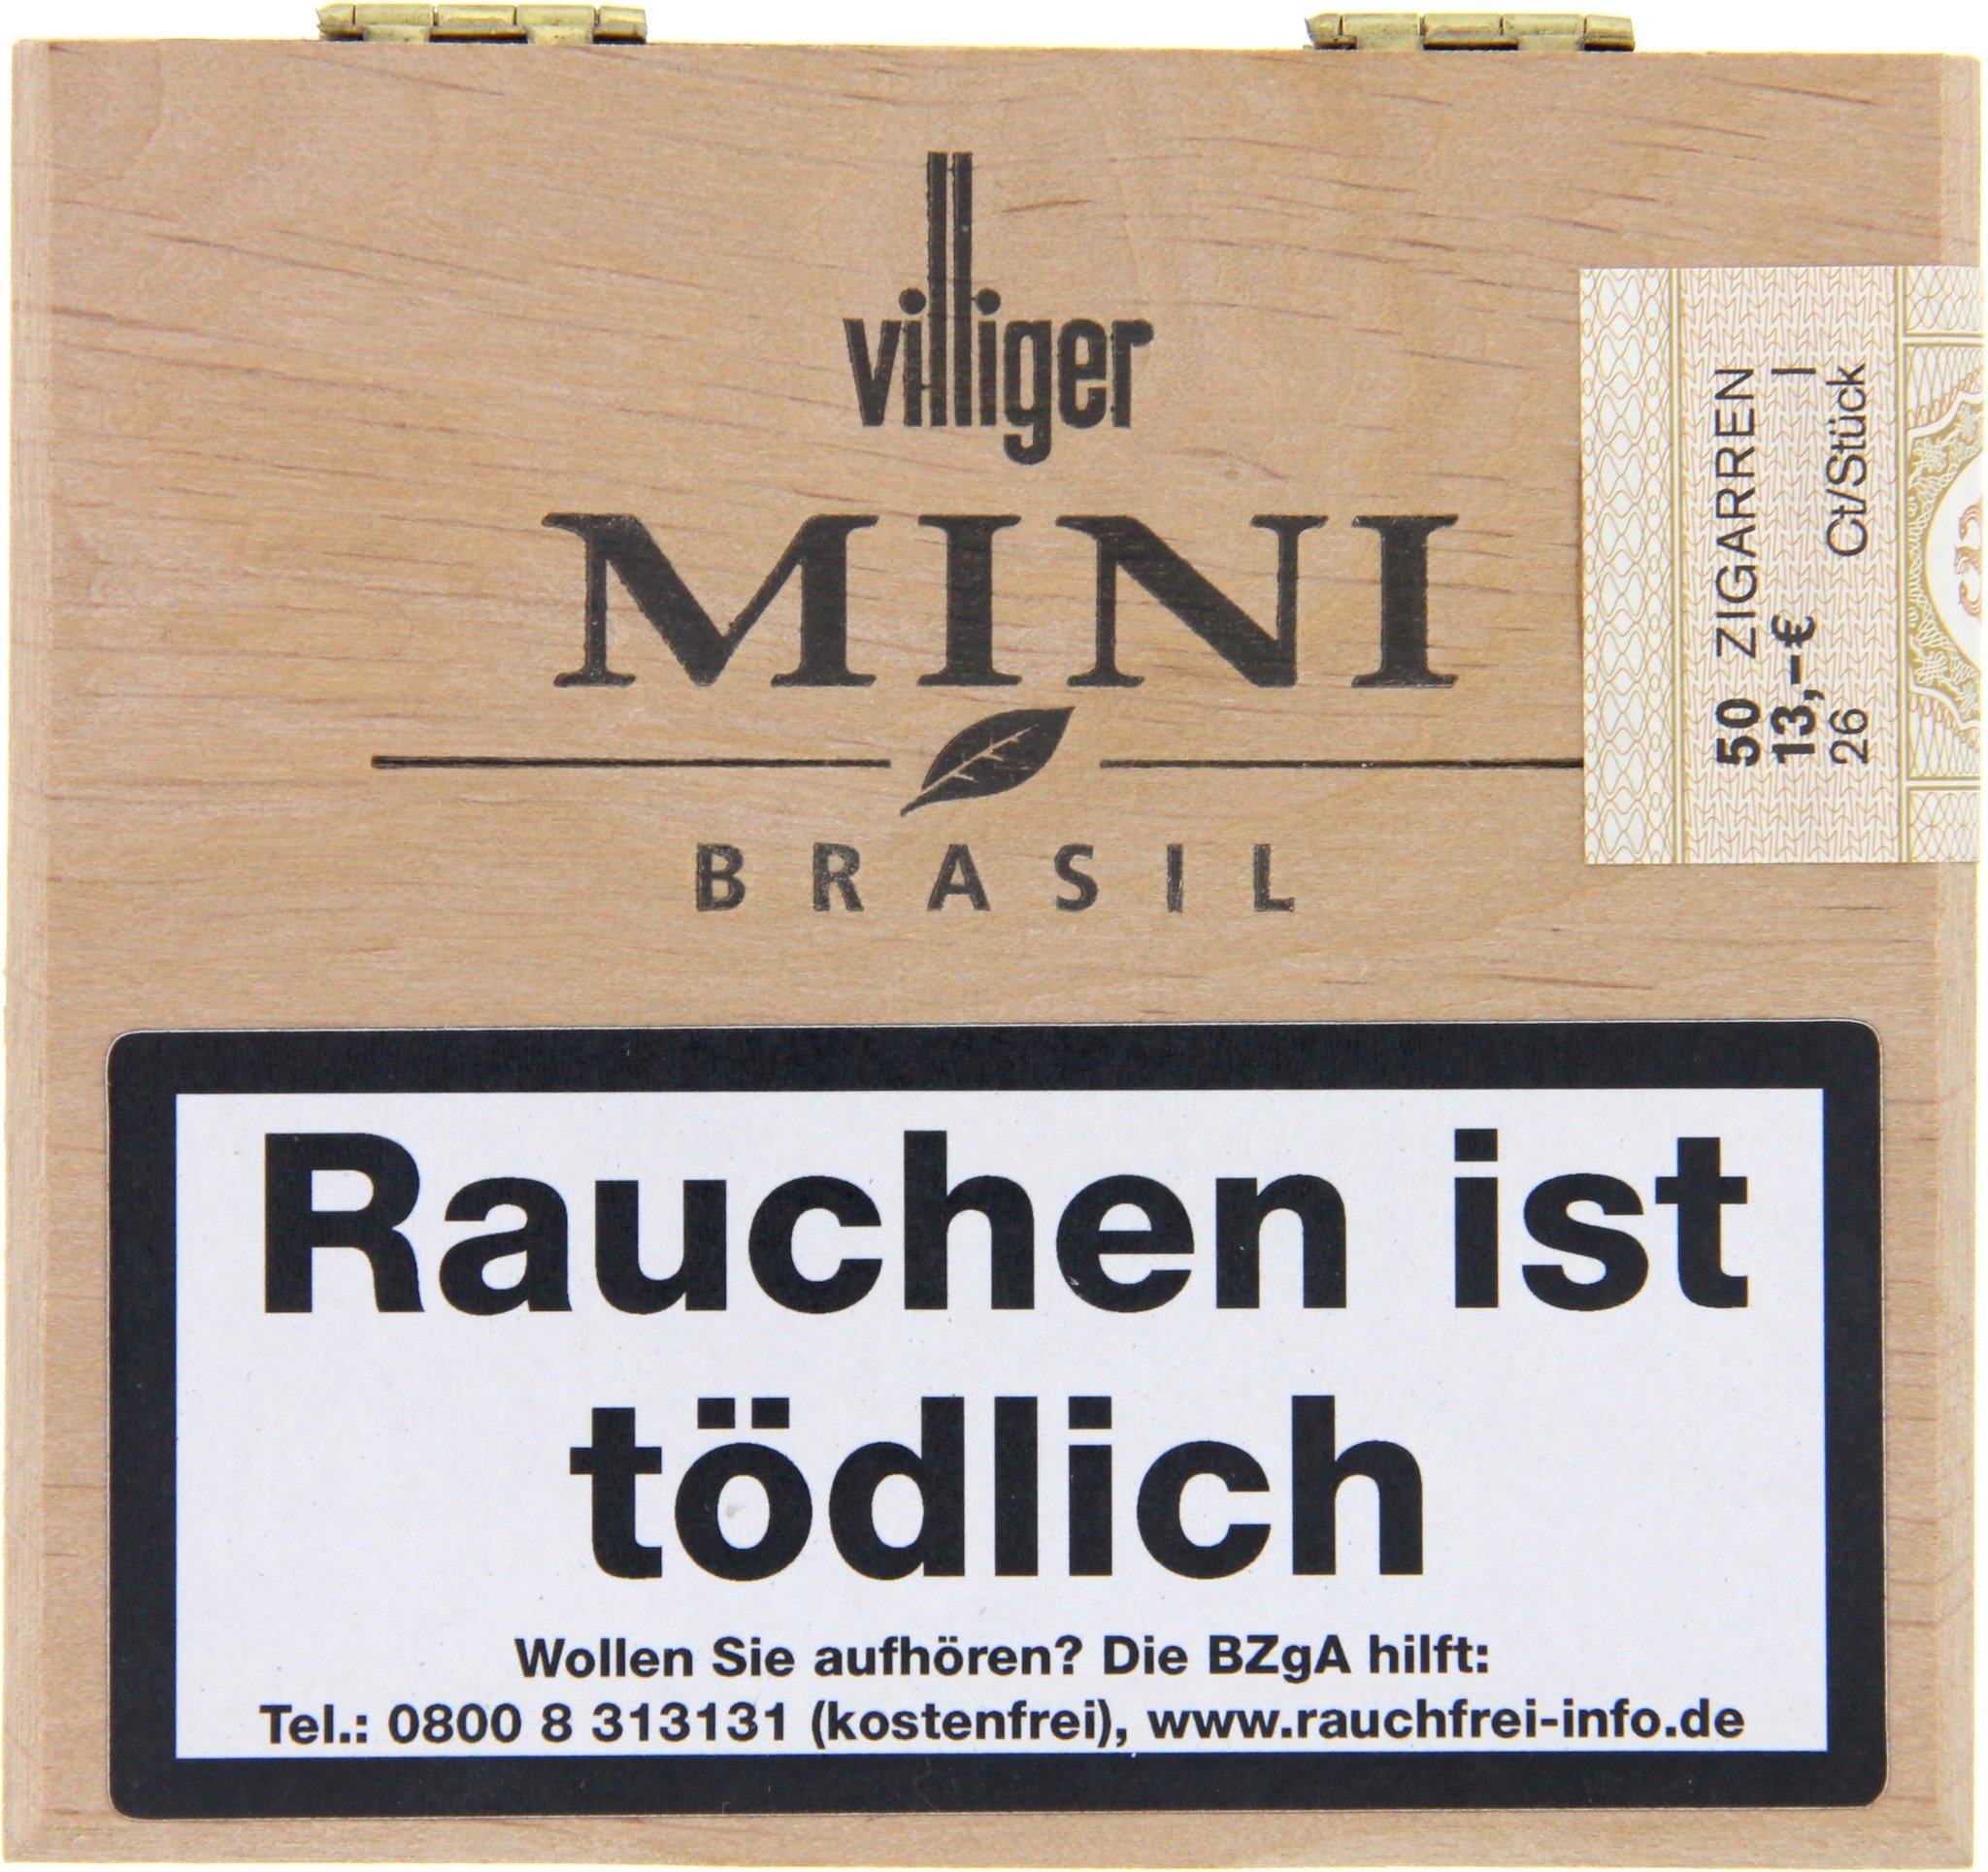 villiger
MINI
BRASIL
50 ZIGARREN
13,-€ I
26 Ct/Stück
Rauchen ist
tödlich
Wollen Sie aufhören? Die BZgA hilft:
Tel.: 0800 8 313131 (kostenfrei), www.rauchfrei-info.de